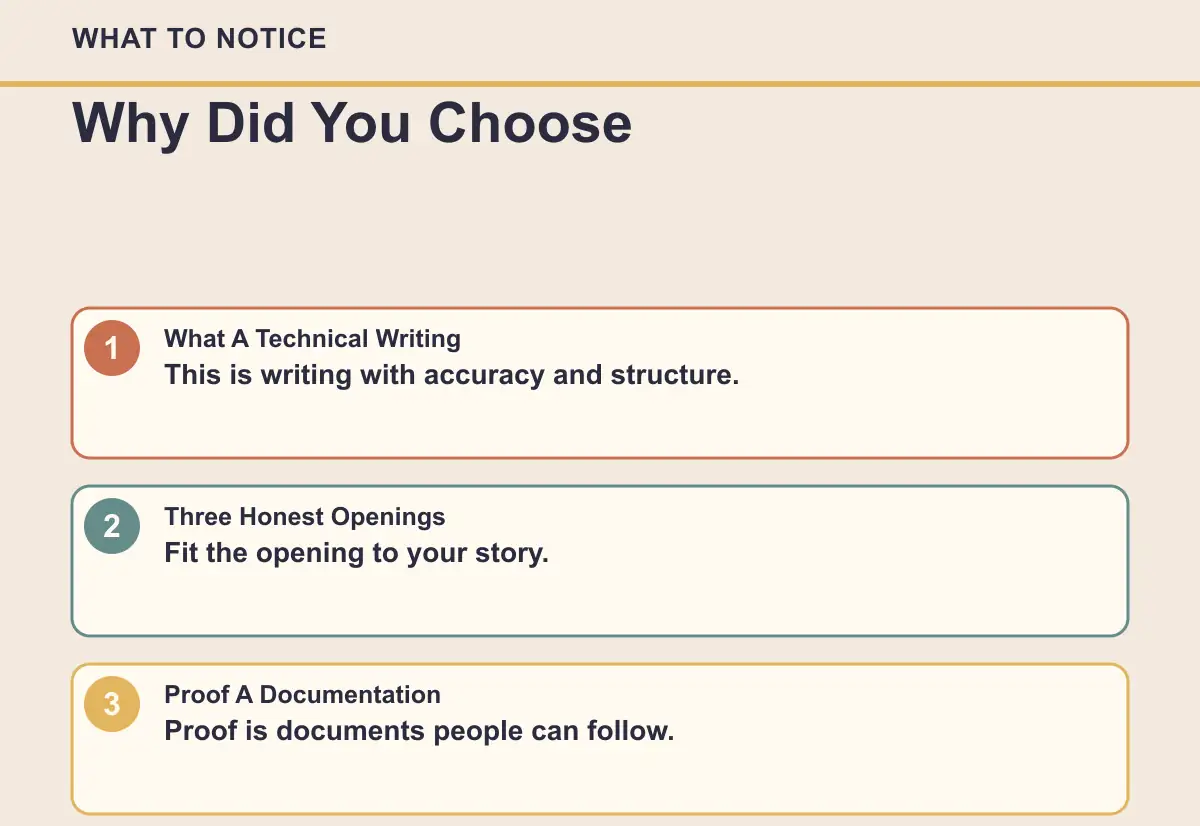 WHAT TO NOTICE
Why Did You Choose
1
What A Technical Writing
This is writing with accuracy and structure.
2
Three Honest Openings
Fit the opening to your story.
3
Proof A Documentation
Proof is documents people can follow.